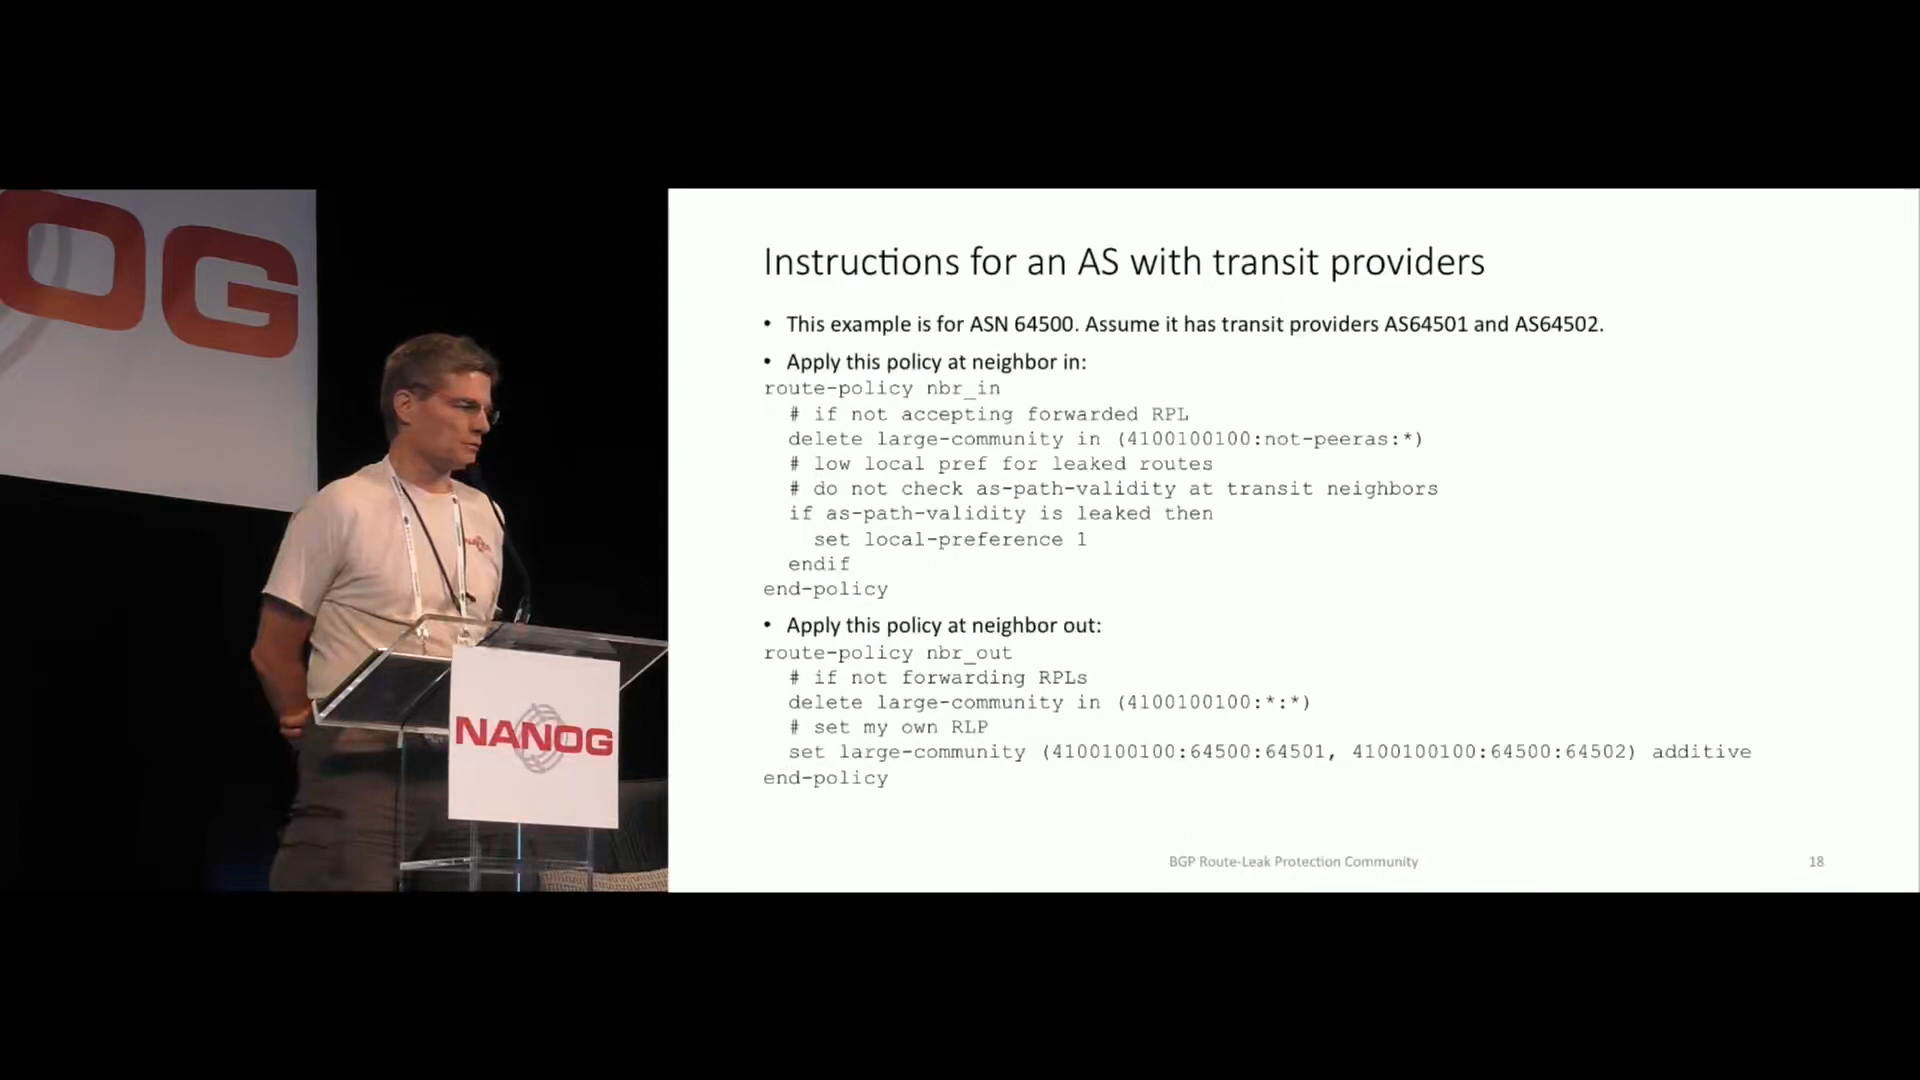 OG
NANOG
NANOG
Instructions for an AS with transit providers
• This example is for ASN 64500. Assume it has transit providers AS64501 and AS64502.
• Apply this policy at neighbor in:
route-policy nbr_in
# if not accepting forwarded RPL
delete large-community in (4100100100:not-peeras:*)
# low local pref for leaked routes
# do not check as-path-validity at transit neighbors
if as-path-validity is leaked then
set local-preference 1
endif
end-policy
• Apply this policy at neighbor out:
route-policy nbr_out
# if not forwarding RPLs
delete large-community in (4100100100:*:*)
# set my own RLP
set large-community (4100100100:64500:64501, 4100100100:64500:64502) additive
end-policy
BGP Route-Leak Protection Community
18